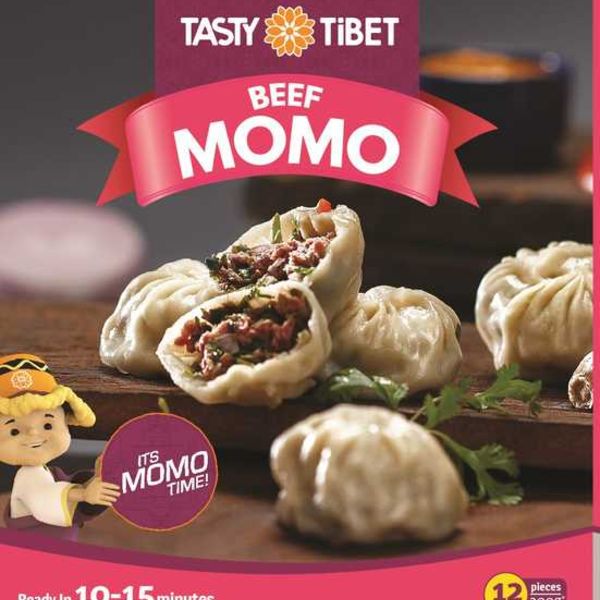 TASTY TiBET
BEEF
MOMO
ITS
MOMO
TIME!
Ready In 10-15 minutes
12 pieces